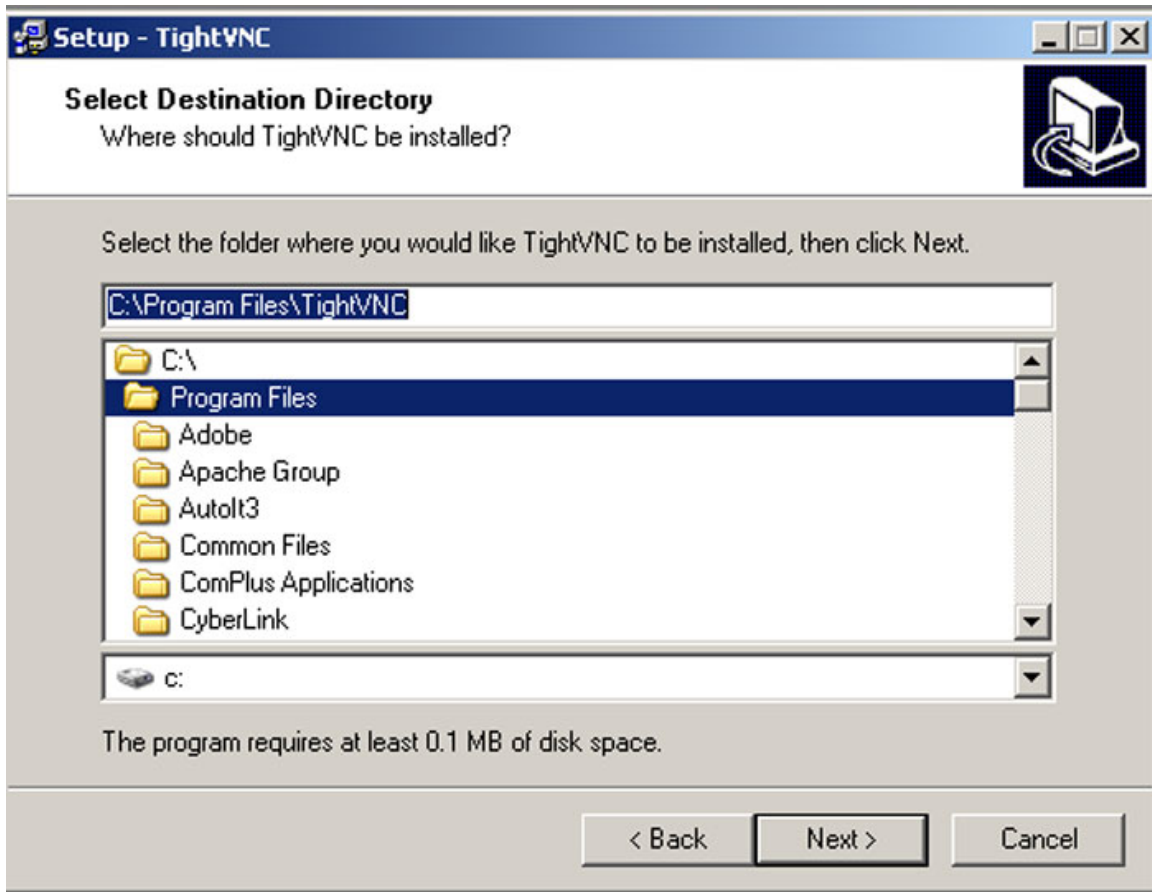 Setup - TightVNC
Select Destination Directory
Where should TightVNC be installed?
Select the folder where you would like TightVNC to be installed, then click Next.
C:\Program Files\TightVNC
C:\
Program Files
Adobe
Apache Group
AutoIt3
Common Files
ComPlus Applications
CyberLink
c:
The program requires at least 0.1 MB of disk space.
< Back
Next >
Cancel